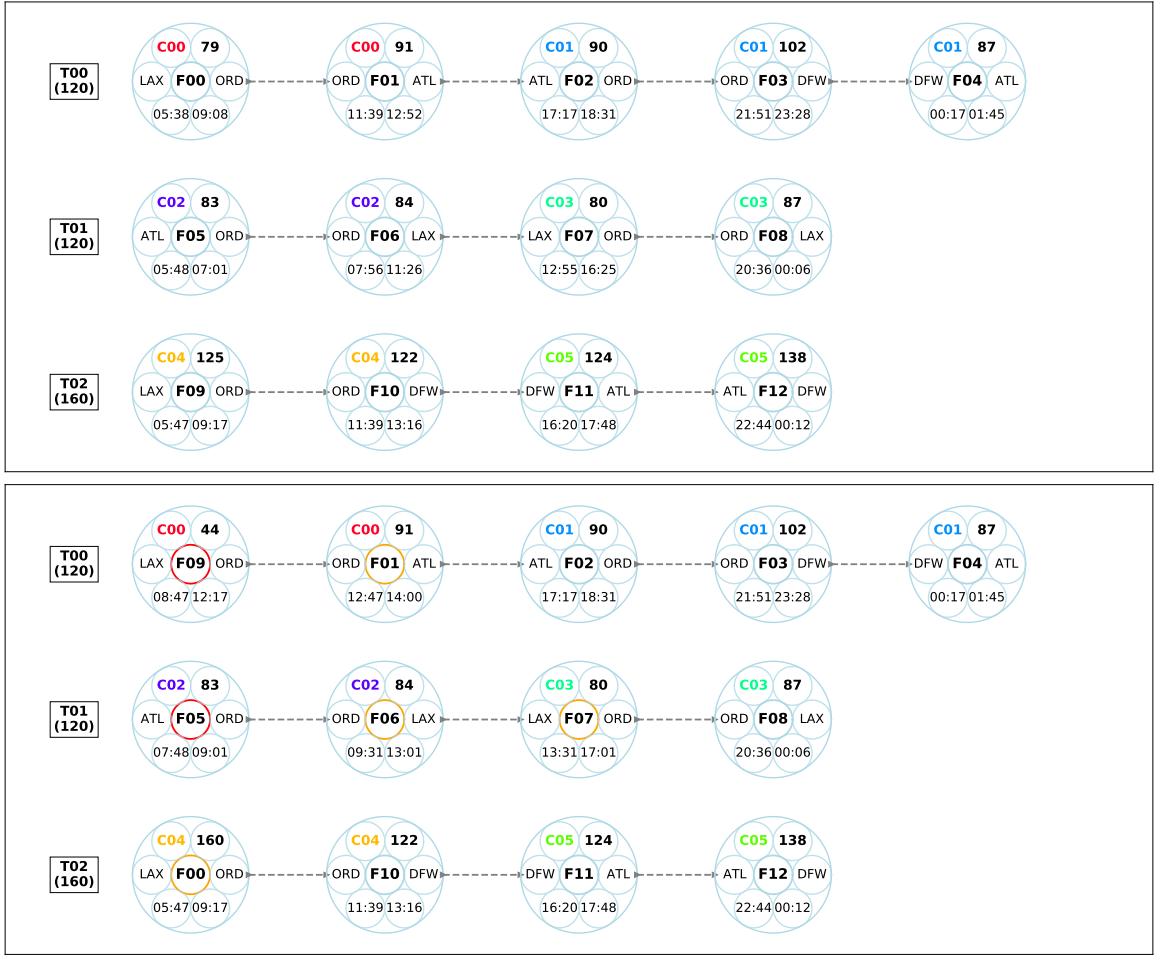 C00 79 C00 91 C01 90 C01 102 C01 87
T00
(120)
LAX F00 ORD ORD F01 ATL ATL F02 ORD ORD F03 DFW DFW F04 ATL
05:38 09:08 11:39 12:52 17:17 18:31 21:51 23:28 00:17 01:45
C02 83 C02 84 C03 80 C03 87
T01
(120)
ATL F05 ORD ORD F06 LAX LAX F07 ORD ORD F08 LAX
05:48 07:01 07:56 11:26 12:55 16:25 20:36 00:06
C04 125 C04 122 C05 124 C05 138
T02
(160)
LAX F09 ORD ORD F10 DFW DFW F11 ATL ATL F12 DFW
05:47 09:17 11:39 13:16 16:20 17:48 22:44 00:12
C00 44 C00 91 C01 90 C01 102 C01 87
T00
(120)
LAX F09 ORD ORD F01 ATL ATL F02 ORD ORD F03 DFW DFW F04 ATL
08:47 12:17 12:47 14:00 17:17 18:31 21:51 23:28 00:17 01:45
C02 83 C02 84 C03 80 C03 87
T01
(120)
ATL F05 ORD ORD F06 LAX LAX F07 ORD ORD F08 LAX
07:48 09:01 09:31 13:01 13:31 17:01 20:36 00:06
C04 160 C04 122 C05 124 C05 138
T02
(160)
LAX F00 ORD ORD F10 DFW DFW F11 ATL ATL F12 DFW
05:47 09:17 11:39 13:16 16:20 17:48 22:44 00:12